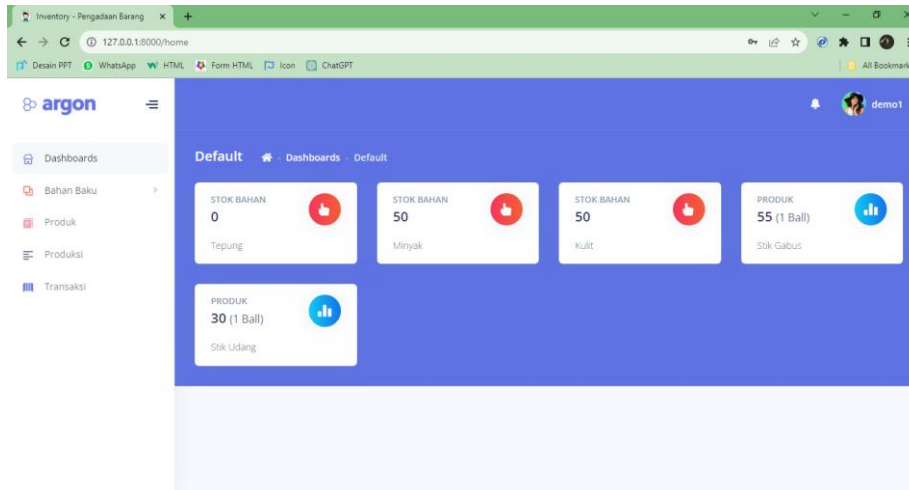 Inventory - Pengadaan Barang
127.0.0.1:8000/home
Desain PPT WhatsApp HTML Form HTML Icon ChatGPT All Bookmark
argon
demo1
Dashboards
Bahan Baku
Produk
Produksi
Transaksi
Default - Dashboards - Default
STOK BAHAN
0
Tepung
STOK BAHAN
50
Minyak
STOK BAHAN
50
Kulit
PRODUK
55 (1 Ball)
Stik Gabus
PRODUK
30 (1 Ball)
Stik Udang